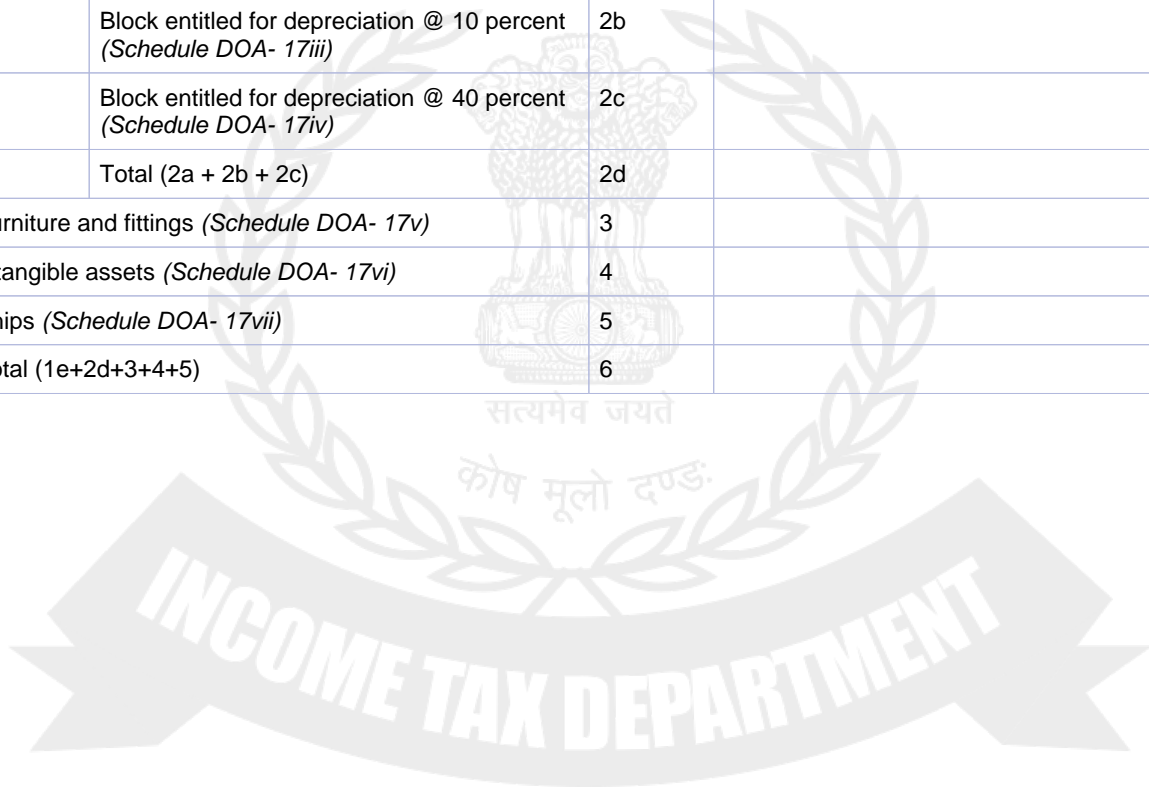 Block entitled for depreciation @ 10 percent 2b
(Schedule DOA- 17iii)
Block entitled for depreciation @ 40 percent 2c
(Schedule DOA- 17iv)
Total (2a + 2b + 2c) 2d
urniture and fittings (Schedule DOA- 17v) 3
tangible assets (Schedule DOA- 17vi) 4
hips (Schedule DOA- 17vii) 5
otal (1e+2d+3+4+5) 6
सत्यमेव जयते
कोष मूलो दण्डः
INCOME TAX DEPARTMENT